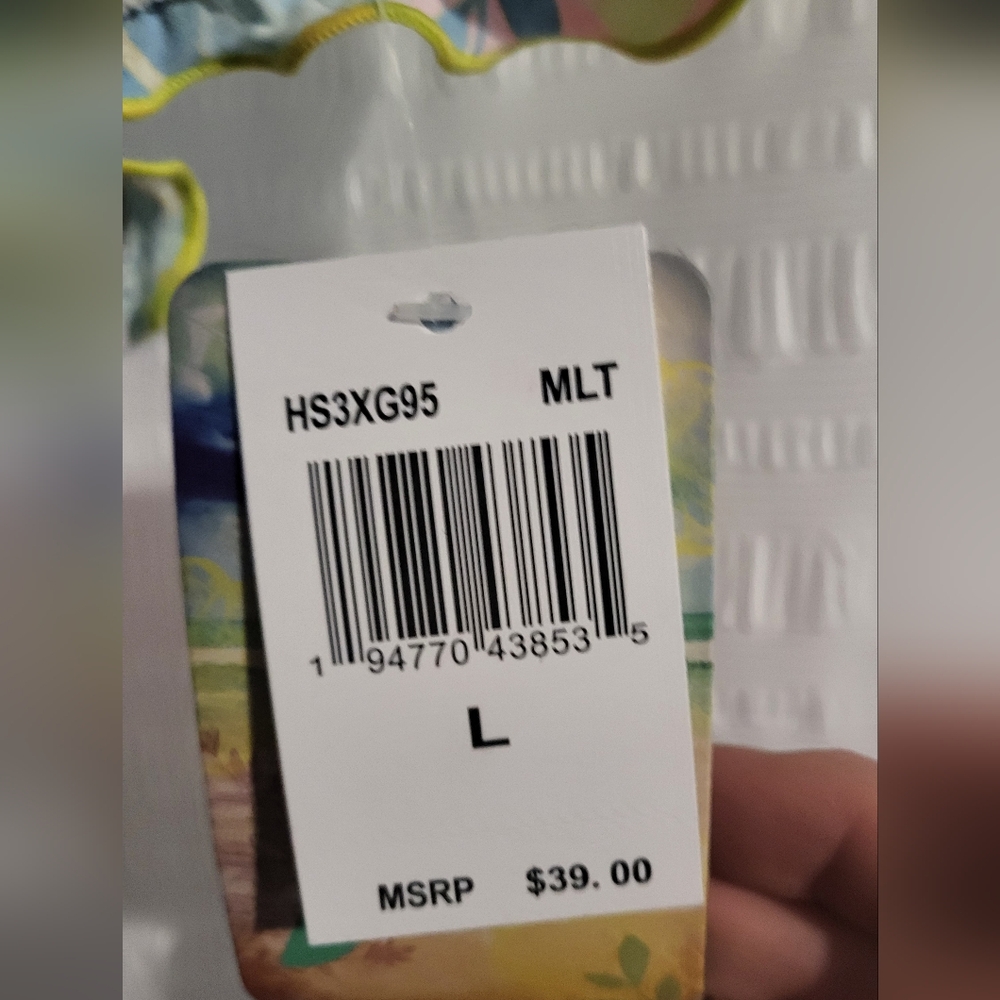 HS3XG95 MLT
1 94770 43853 5
L
MSRP $39. 00